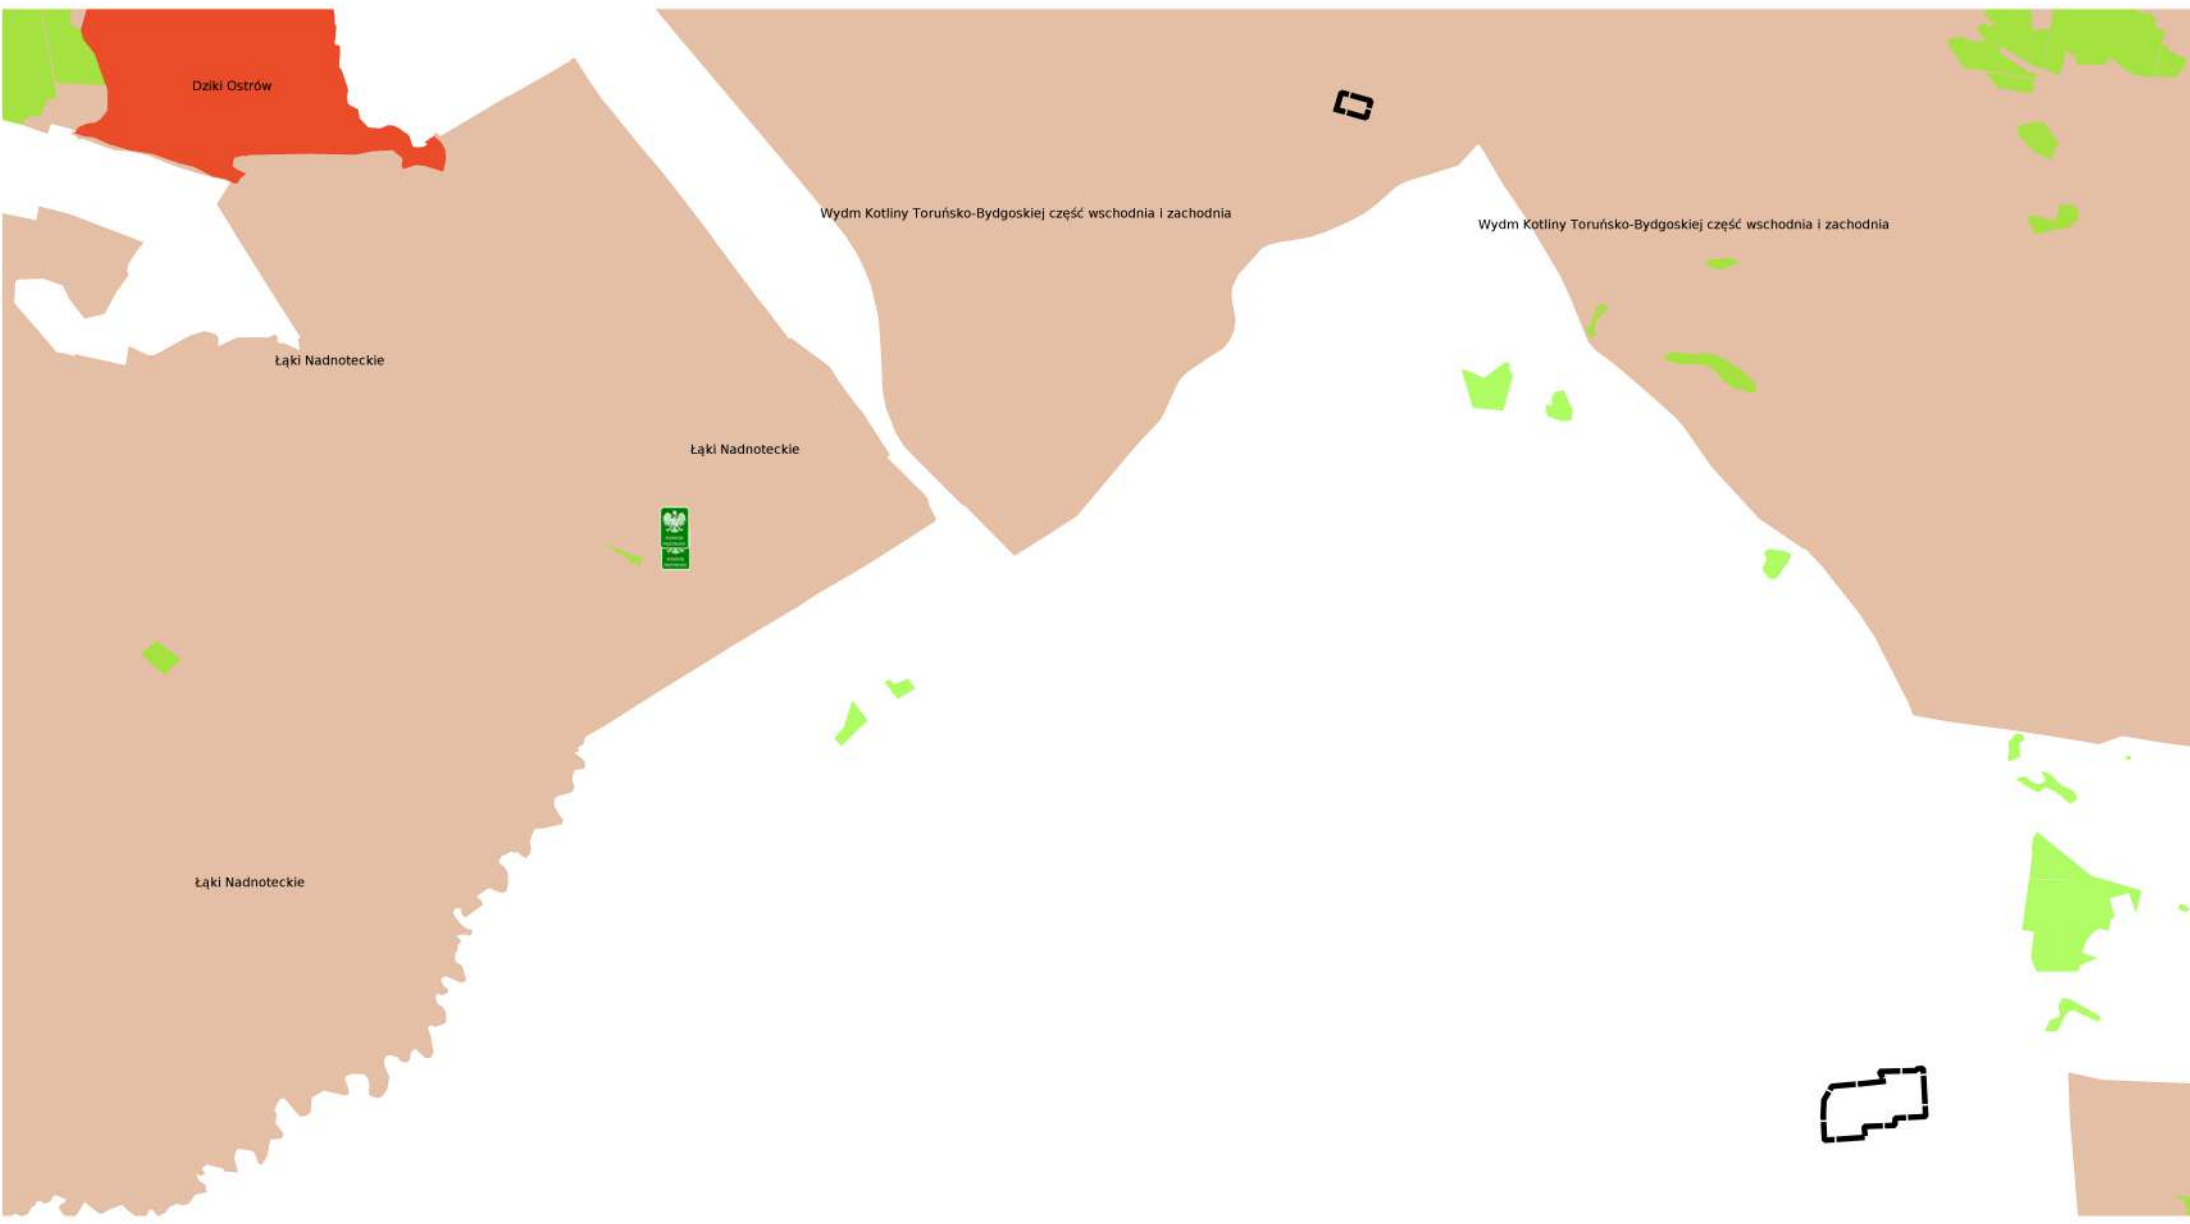 Dziki Ostrów
Wydm Kotliny Toruńsko-Bydgoskiej część wschodnia i zachodnia
Wydm Kotliny Toruńsko-Bydgoskiej część wschodnia i zachodnia
Łąki Nadnoteckie
Łąki Nadnoteckie
Łąki Nadnoteckie